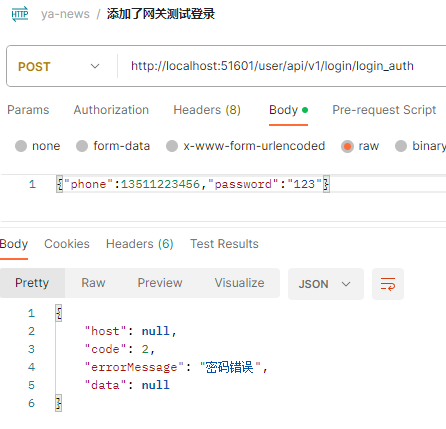 HTTP ya-news / 添加了网关测试登录
POST http://localhost:51601/user/api/v1/login/login_auth
Params Authorization Headers (8) Body Pre-request Script
none form-data x-www-form-urlencoded raw binary
1 {"phone":13511223456,"password":"123"}
Body Cookies Headers (6) Test Results
Pretty Raw Preview Visualize JSON
1 {
2 "host": null,
3 "code": 2,
4 "errorMessage": "密码错误",
5 "data": null
6 }